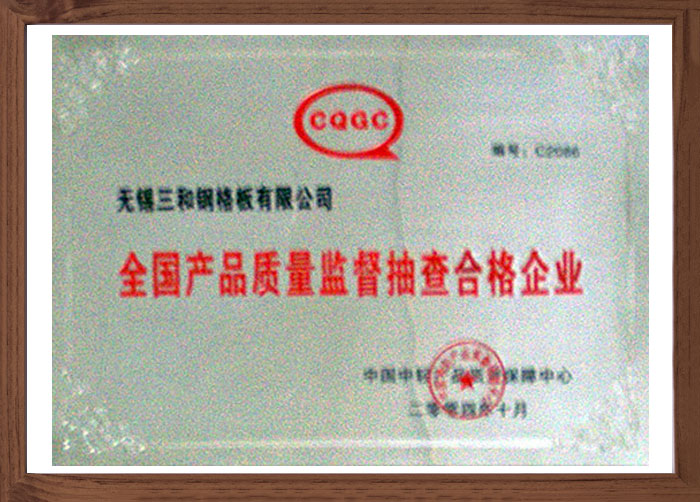 CQGC
编号：C2086
无锡三和钢格板有限公司
全国产品质量监督抽查合格企业
中国中轻产品质量保障中心
二零零四年十月